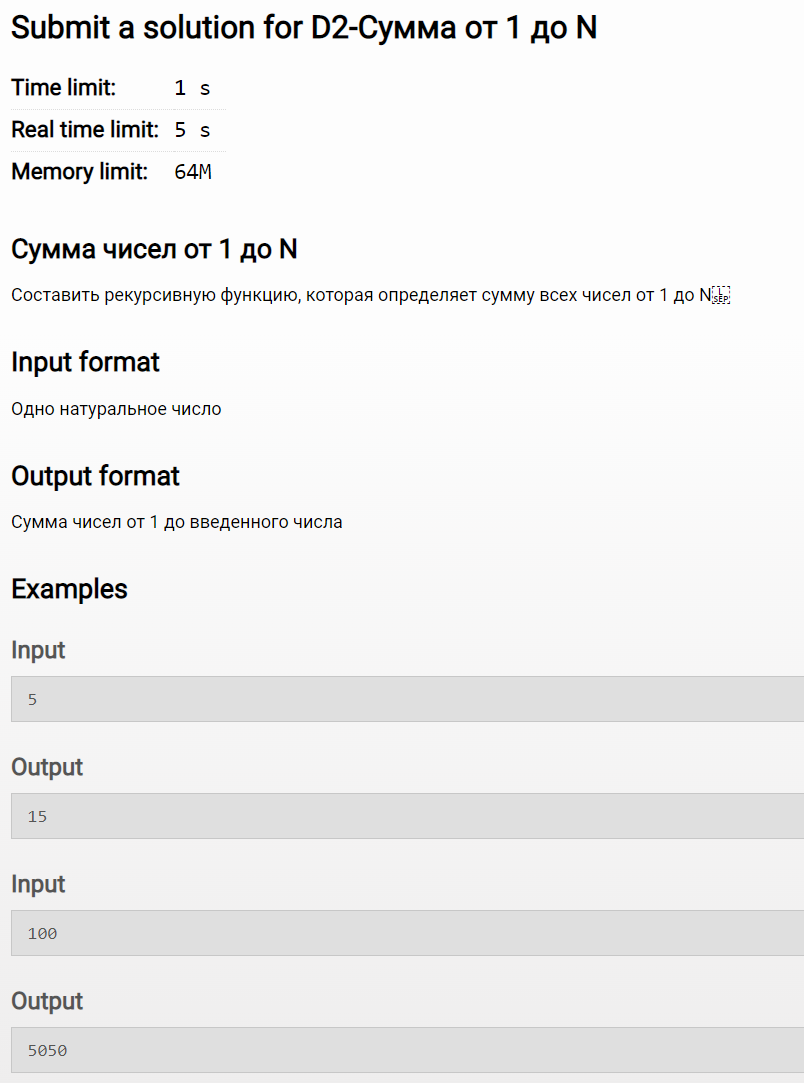 Submit a solution for D2-Сумма от 1 до N
Time limit: 1 s
Real time limit: 5 s
Memory limit: 64M
Сумма чисел от 1 до N
Составить рекурсивную функцию, которая определяет сумму всех чисел от 1 до N
Input format
Одно натуральное число
Output format
Сумма чисел от 1 до введенного числа
Examples
Input
5
Output
15
Input
100
Output
5050